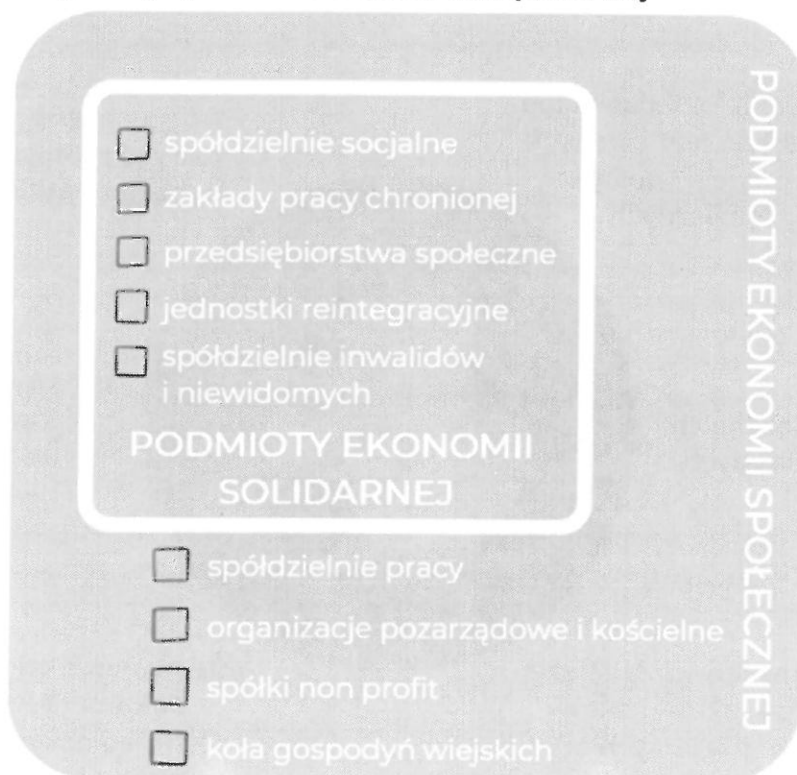 spółdzielnie socjalne
zakłady pracy chronionej
przedsiębiorstwa społeczne
jednostki reintegracyjne
spółdzielnie inwalidów
i niewidomych
PODMIOTY EKONOMII
SOLIDARNEJ
spółdzielnie pracy
organizacje pozarządowe i kościelne
spółki non profit
koła gospodyń wiejskich
PODMIOTY EKONOMII SPOŁECZNEJ